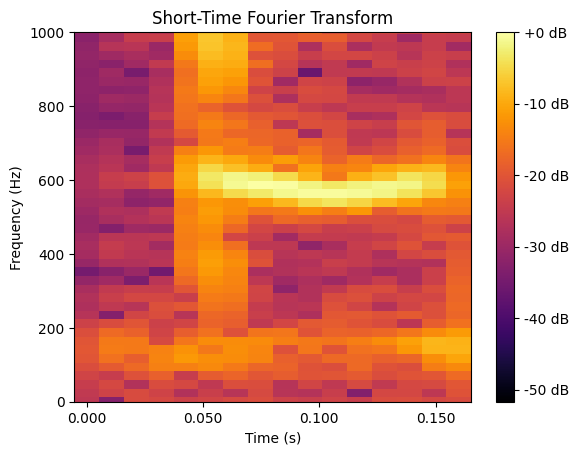 Short-Time Fourier Transform
1000
800
600
400
200
0
Frequency (Hz)
0.000
0.050
0.100
0.150
Time (s)
+0 dB
-10 dB
-20 dB
-30 dB
-40 dB
-50 dB